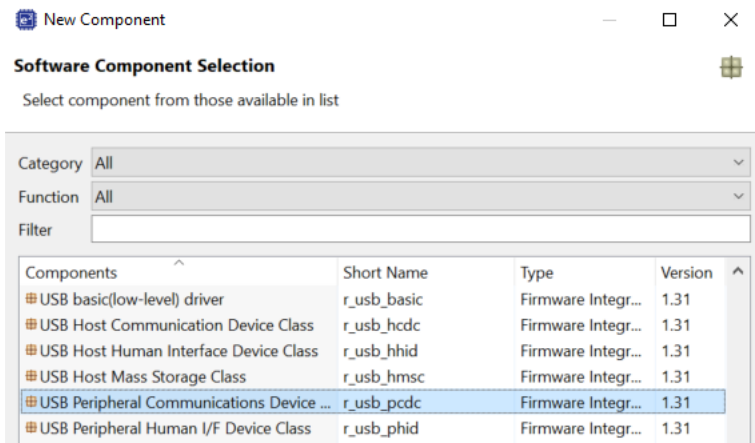 New Component
Software Component Selection
Select component from those available in list
Category All
Function All
Filter
Components Short Name Type Version
USB basic(low-level) driver r_usb_basic Firmware Integr... 1.31
USB Host Communication Device Class r_usb_hcdc Firmware Integr... 1.31
USB Host Human Interface Device Class r_usb_hhid Firmware Integr... 1.31
USB Host Mass Storage Class r_usb_hmsc Firmware Integr... 1.31
USB Peripheral Communications Device ... r_usb_pcdc Firmware Integr... 1.31
USB Peripheral Human I/F Device Class r_usb_phid Firmware Integr... 1.31